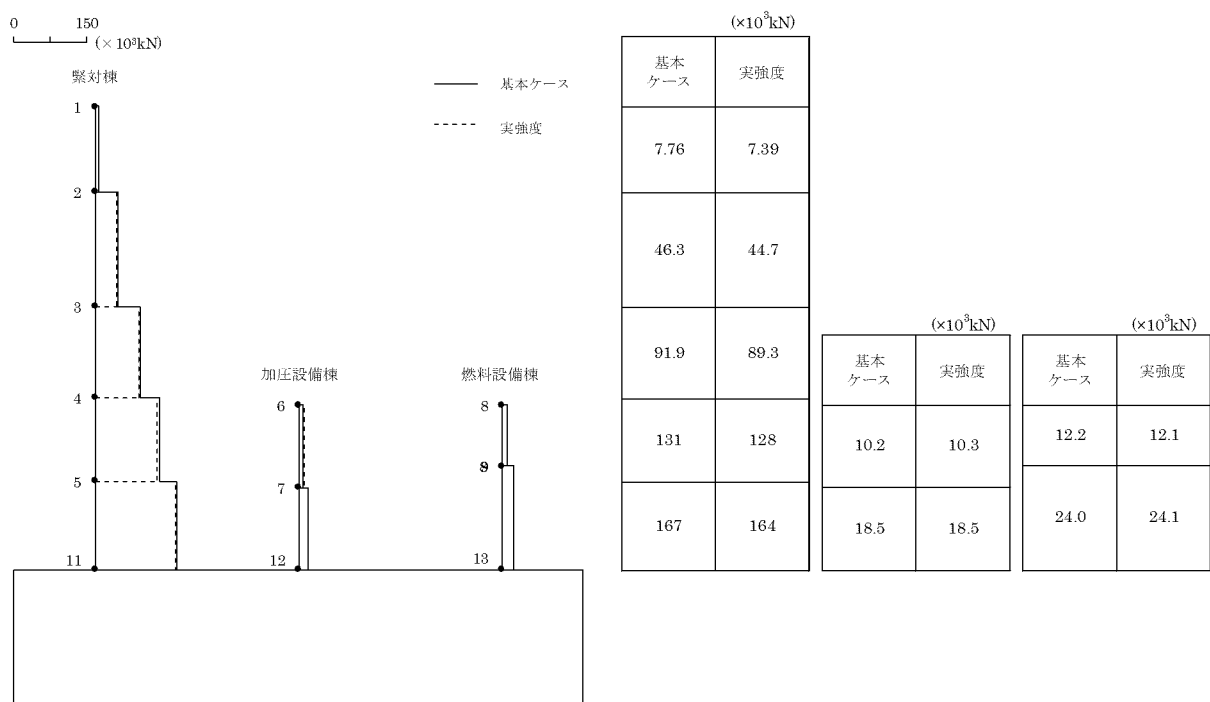 0 150
(×10³kN)
緊対棟
基本ケース
実強度
1
2
3
4
5
11
加圧設備棟
6
7
12
燃料設備棟
8
9
13
(×10³kN)
基本
ケース
実強度
7.76 7.39
46.3 44.7
91.9 89.3
131 128
167 164
(×10³kN)
基本
ケース
実強度
10.2 10.3
18.5 18.5
(×10³kN)
基本
ケース
実強度
12.2 12.1
24.0 24.1